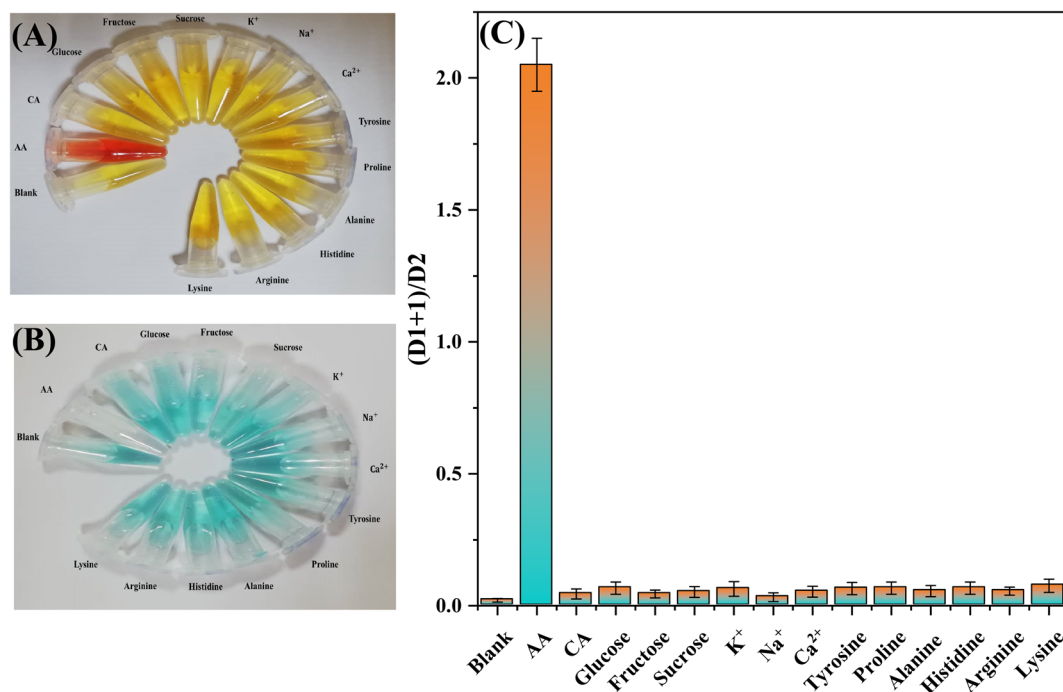 (A)
Sucrose
K⁺
Fructose
Na⁺
Glucose
Ca²⁺
CA
Tyrosine
AA
Proline
Blank
Alanine
Histidine
Arginine
Lysine
(B)
Glucose
Fructose
CA
Sucrose
K⁺
AA
Na⁺
Blank
Ca²⁺
Tyrosine
Lysine
Proline
Arginine
Histidine
Alanine
(C)
(D1+1)/D2
2.0
1.5
1.0
0.5
0.0
Blank
AA
CA
Glucose
Fructose
Sucrose
K⁺
Na⁺
Ca²⁺
Tyrosine
Proline
Alanine
Histidine
Arginine
Lysine